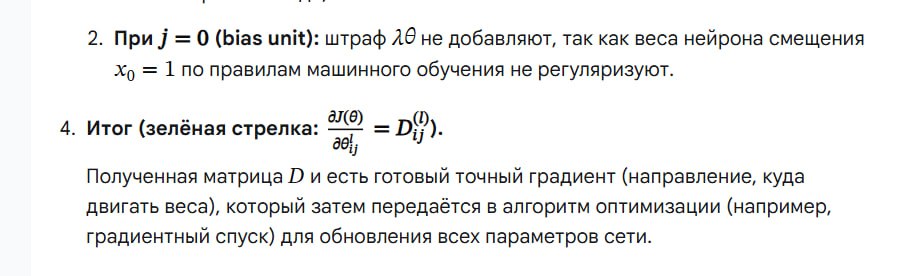 2. При j = 0 (bias unit): штраф λθ не добавляют, так как веса нейрона смещения
x₀ = 1 по правилам машинного обучения не регуляризуют.
4. Итог (зелёная стрелка: ∂J(θ)/∂θˡᵢⱼ = D⁽ˡ⁾ᵢⱼ).
Полученная матрица D и есть готовый точный градиент (направление, куда
двигать веса), который затем передаётся в алгоритм оптимизации (например,
градиентный спуск) для обновления всех параметров сети.